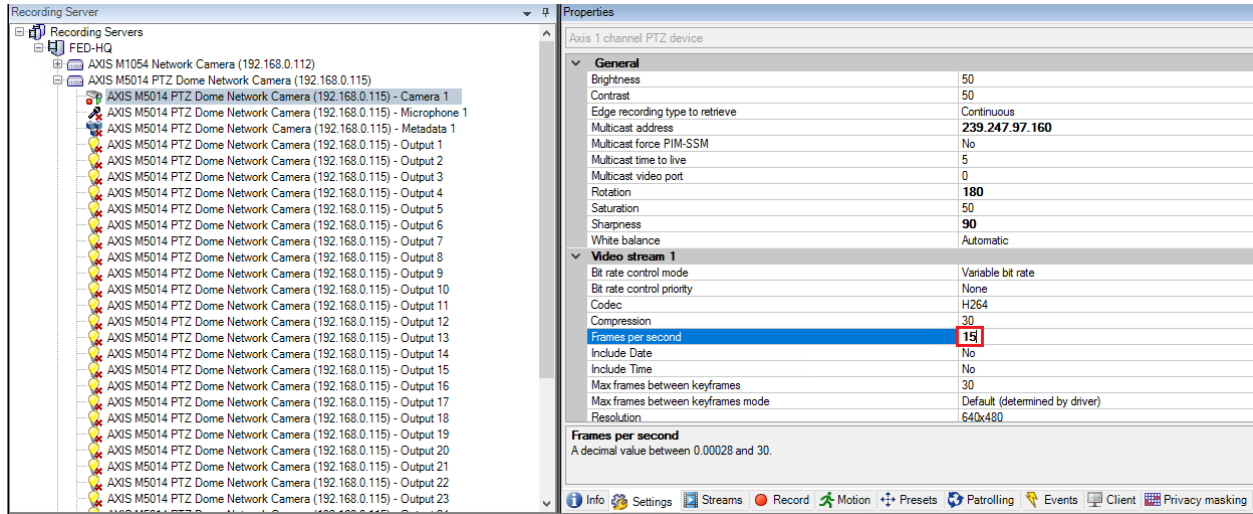 Recording Server
Recording Servers
FED-HQ
AXIS M1054 Network Camera (192.168.0.112)
AXIS M5014 PTZ Dome Network Camera (192.168.0.115)
AXIS M5014 PTZ Dome Network Camera (192.168.0.115) - Camera 1
AXIS M5014 PTZ Dome Network Camera (192.168.0.115) - Microphone 1
AXIS M5014 PTZ Dome Network Camera (192.168.0.115) - Metadata 1
AXIS M5014 PTZ Dome Network Camera (192.168.0.115) - Output 1
AXIS M5014 PTZ Dome Network Camera (192.168.0.115) - Output 2
AXIS M5014 PTZ Dome Network Camera (192.168.0.115) - Output 3
AXIS M5014 PTZ Dome Network Camera (192.168.0.115) - Output 4
AXIS M5014 PTZ Dome Network Camera (192.168.0.115) - Output 5
AXIS M5014 PTZ Dome Network Camera (192.168.0.115) - Output 6
AXIS M5014 PTZ Dome Network Camera (192.168.0.115) - Output 7
AXIS M5014 PTZ Dome Network Camera (192.168.0.115) - Output 8
AXIS M5014 PTZ Dome Network Camera (192.168.0.115) - Output 9
AXIS M5014 PTZ Dome Network Camera (192.168.0.115) - Output 10
AXIS M5014 PTZ Dome Network Camera (192.168.0.115) - Output 11
AXIS M5014 PTZ Dome Network Camera (192.168.0.115) - Output 12
AXIS M5014 PTZ Dome Network Camera (192.168.0.115) - Output 13
AXIS M5014 PTZ Dome Network Camera (192.168.0.115) - Output 14
AXIS M5014 PTZ Dome Network Camera (192.168.0.115) - Output 15
AXIS M5014 PTZ Dome Network Camera (192.168.0.115) - Output 16
AXIS M5014 PTZ Dome Network Camera (192.168.0.115) - Output 17
AXIS M5014 PTZ Dome Network Camera (192.168.0.115) - Output 18
AXIS M5014 PTZ Dome Network Camera (192.168.0.115) - Output 19
AXIS M5014 PTZ Dome Network Camera (192.168.0.115) - Output 20
AXIS M5014 PTZ Dome Network Camera (192.168.0.115) - Output 21
AXIS M5014 PTZ Dome Network Camera (192.168.0.115) - Output 22
AXIS M5014 PTZ Dome Network Camera (192.168.0.115) - Output 23
Properties
Axis 1 channel PTZ device
General
Brightness 50
Contrast 50
Edge recording type to retrieve Continuous
Multicast address 239.247.97.160
Multicast force PIM-SSM No
Multicast time to live 5
Multicast video port 0
Rotation 180
Saturation 50
Sharpness 90
White balance Automatic
Video stream 1
Bit rate control mode Variable bit rate
Bit rate control priority None
Codec H264
Compression 30
Frames per second 15
Include Date No
Include Time No
Max frames between keyframes 30
Max frames between keyframes mode Default (determined by driver)
Resolution 640x480
Frames per second
A decimal value between 0.00028 and 30.
Info Settings Streams Record Motion Presets Patrolling Events Client Privacy masking